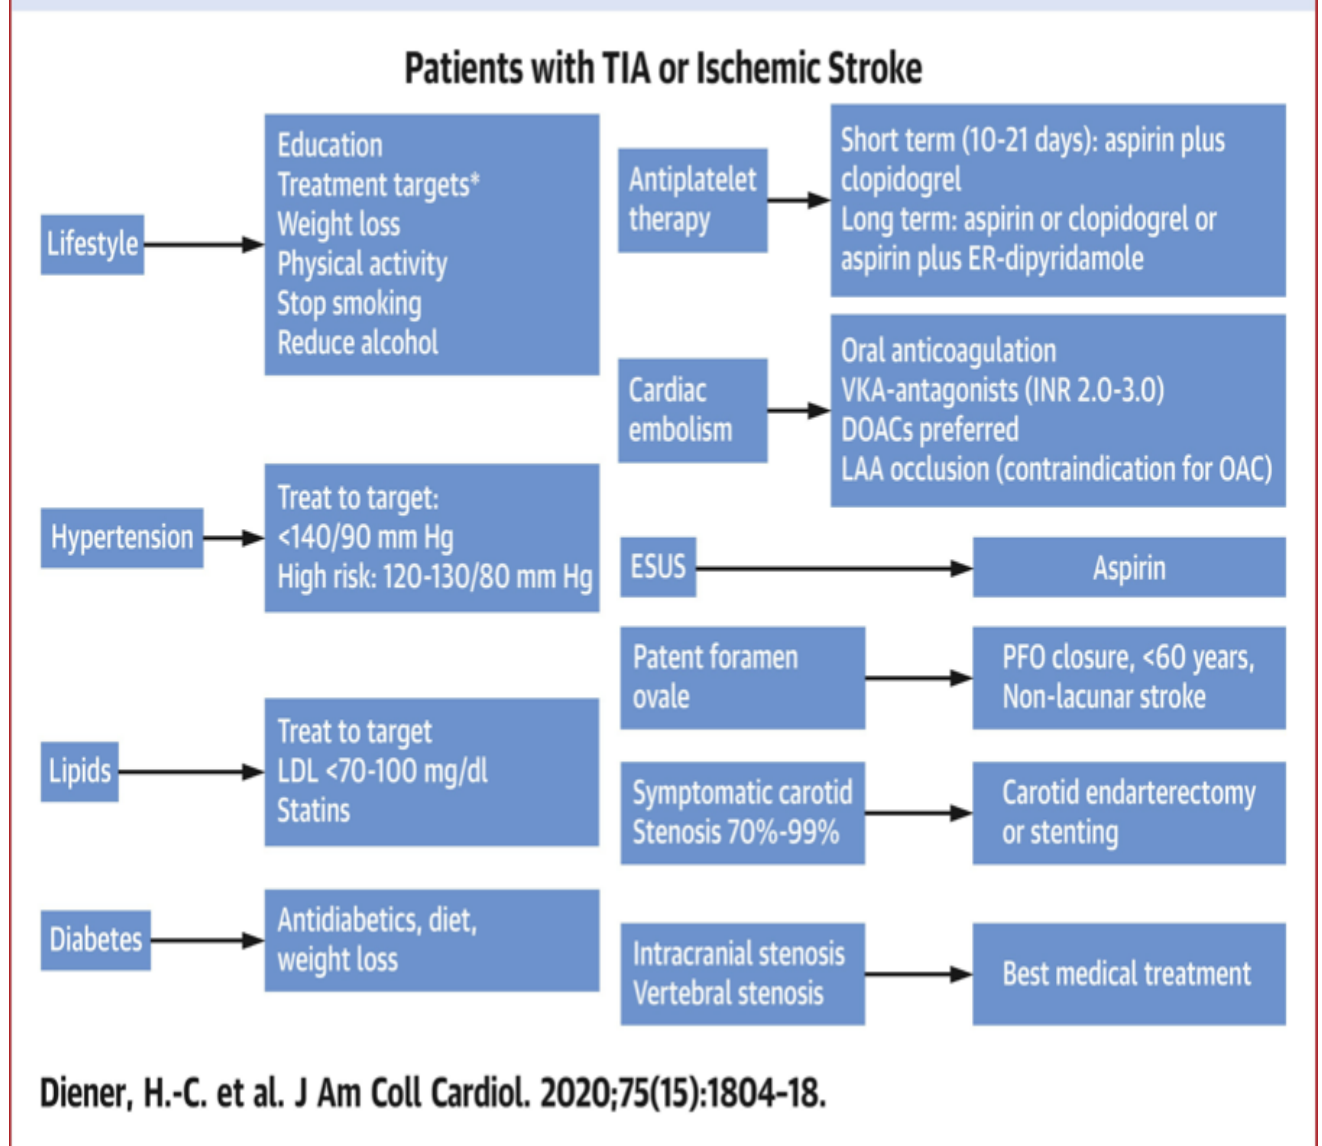 Patients with TIA or Ischemic Stroke
Lifestyle
Education
Treatment targets*
Weight loss
Physical activity
Stop smoking
Reduce alcohol
Hypertension
Treat to target:
<140/90 mm Hg
High risk: 120-130/80 mm Hg
Lipids
Treat to target
LDL <70-100 mg/dl
Statins
Diabetes
Antidiabetics, diet,
weight loss
Antiplatelet
therapy
Short term (10-21 days): aspirin plus
clopidogrel
Long term: aspirin or clopidogrel or
aspirin plus ER-dipyridamole
Cardiac
embolism
Oral anticoagulation
VKA-antagonists (INR 2.0-3.0)
DOACs preferred
LAA occlusion (contraindication for OAC)
ESUS
Aspirin
Patent foramen
ovale
PFO closure, <60 years,
Non-lacunar stroke
Symptomatic carotid
Stenosis 70%-99%
Carotid endarterectomy
or stenting
Intracranial stenosis
Vertebral stenosis
Best medical treatment
Diener, H.-C. et al. J Am Coll Cardiol. 2020;75(15):1804–18.